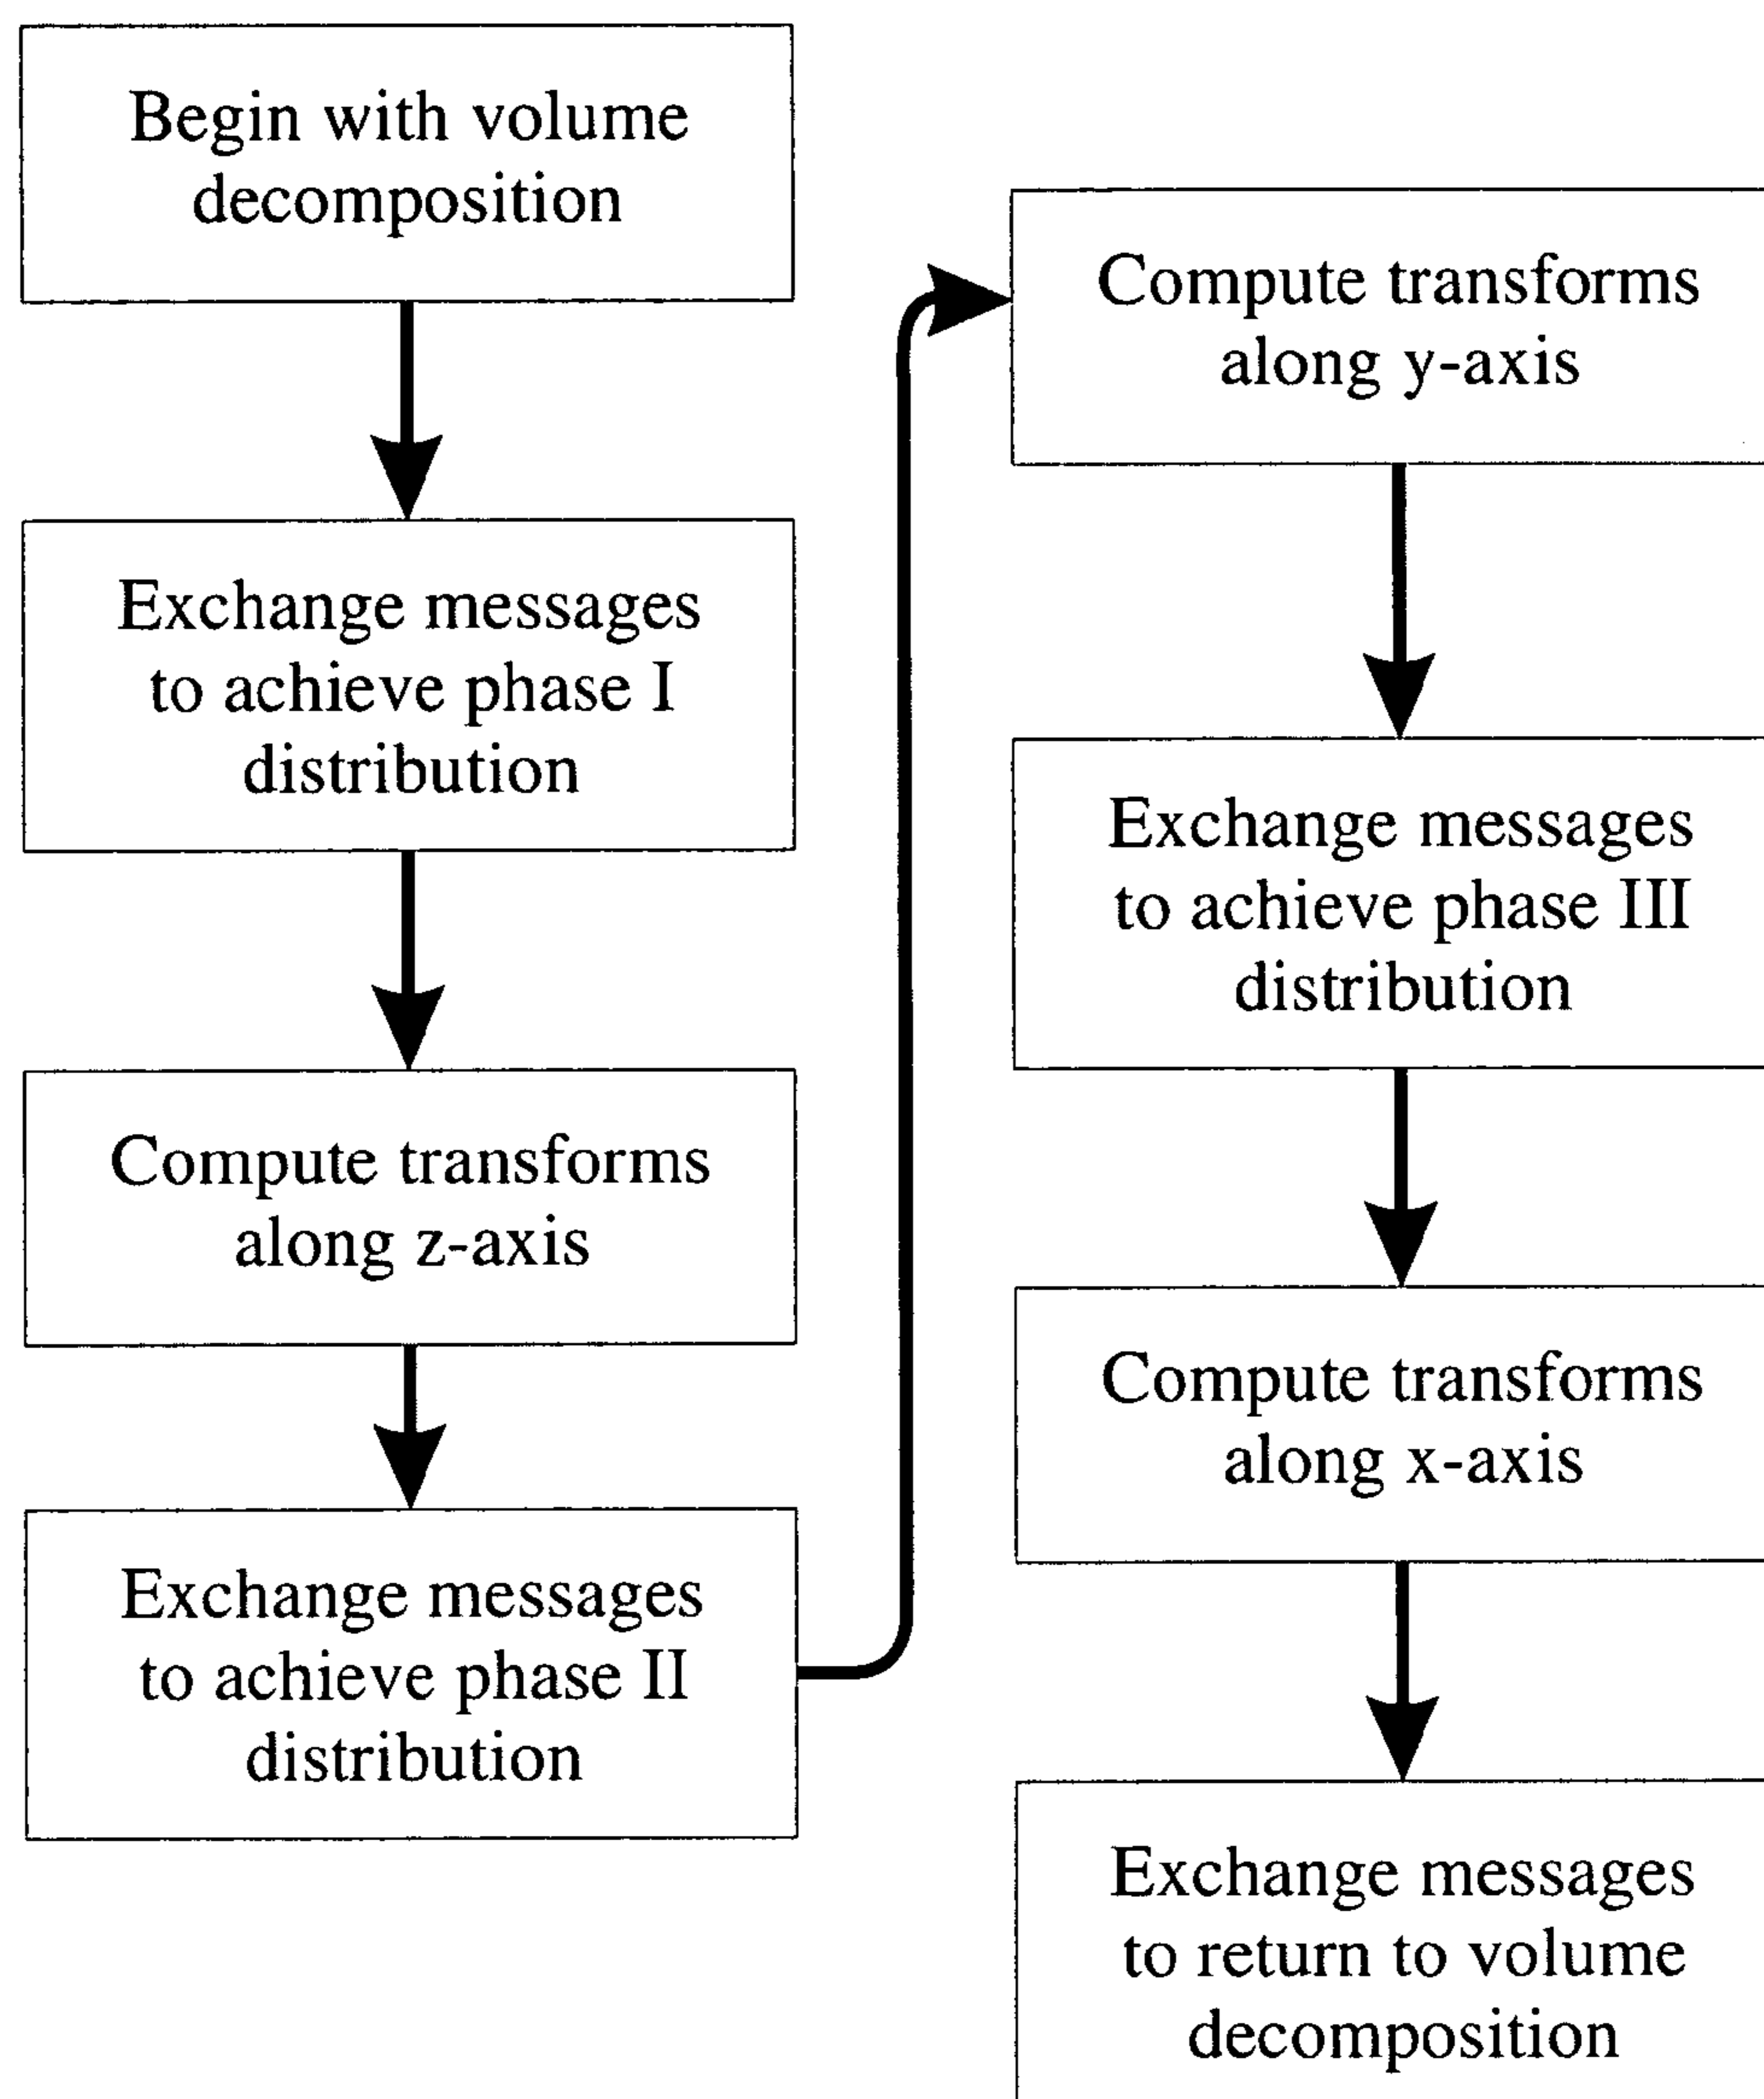 Begin with volume
decomposition
Exchange messages
to achieve phase I
distribution
Compute transforms
along z-axis
Exchange messages
to achieve phase II
distribution
Compute transforms
along y-axis
Exchange messages
to achieve phase III
distribution
Compute transforms
along x-axis
Exchange messages
to return to volume
decomposition